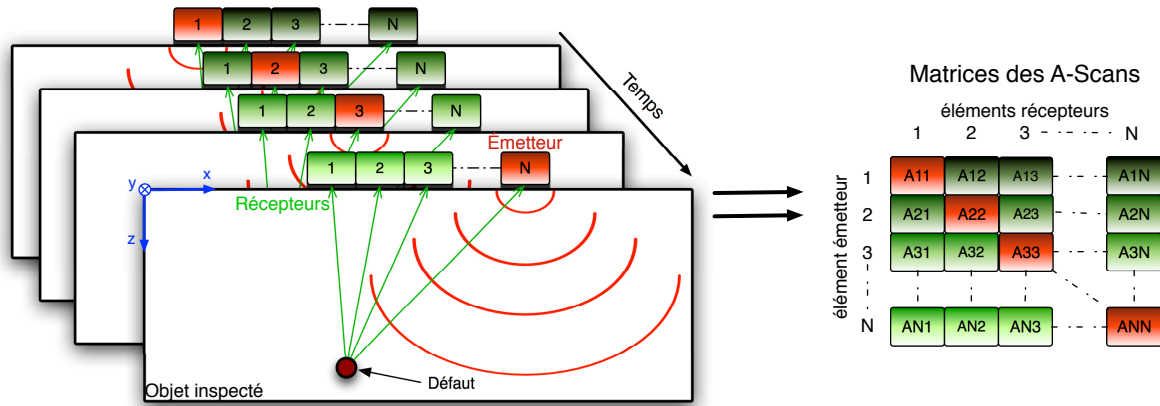 1 2 3 N
1 2 3 N
1 2 3 N
Émetteur
1 2 3 N
Temps
y x
Récepteurs
z
Défaut
Objet inspecté
Matrices des A-Scans
éléments récepteurs
1 2 3 N
élément émetteur
1 A11 A12 A13 A1N
2 A21 A22 A23 A2N
3 A31 A32 A33 A3N
N AN1 AN2 AN3 ANN